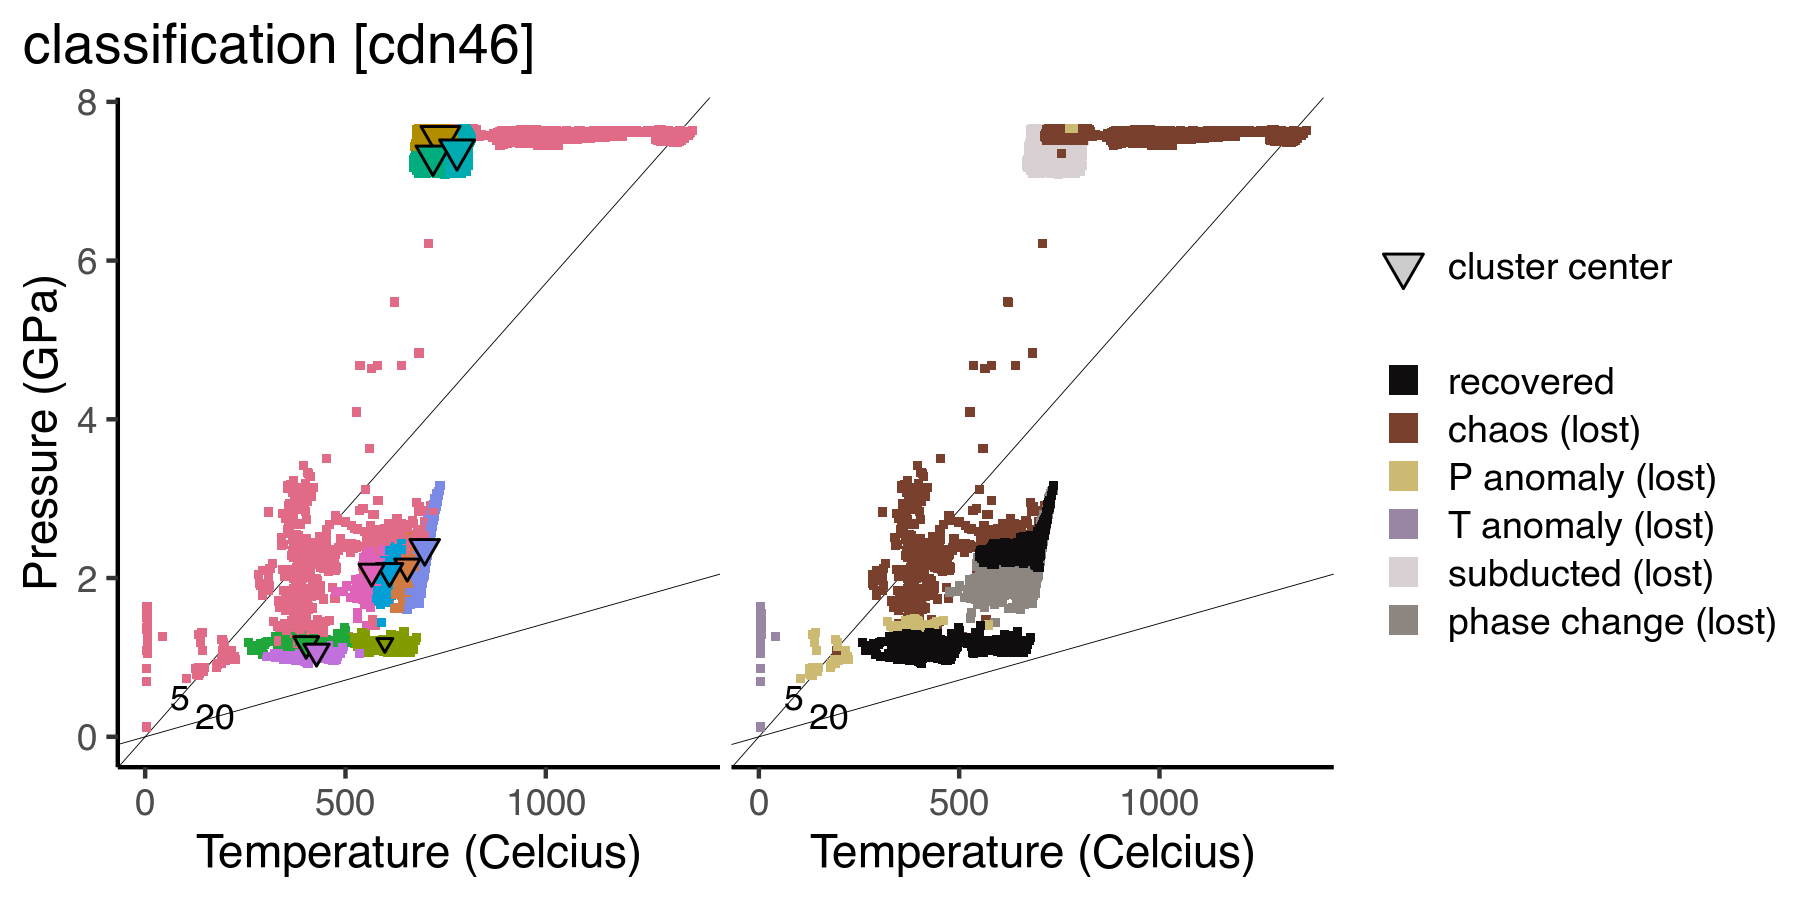 classification [cdn46]
8
6
4
2
0
Pressure (GPa)
5
20
5
20
0
500
1000
0
500
1000
Temperature (Celcius)
Temperature (Celcius)
cluster center
recovered
chaos (lost)
P anomaly (lost)
T anomaly (lost)
subducted (lost)
phase change (lost)